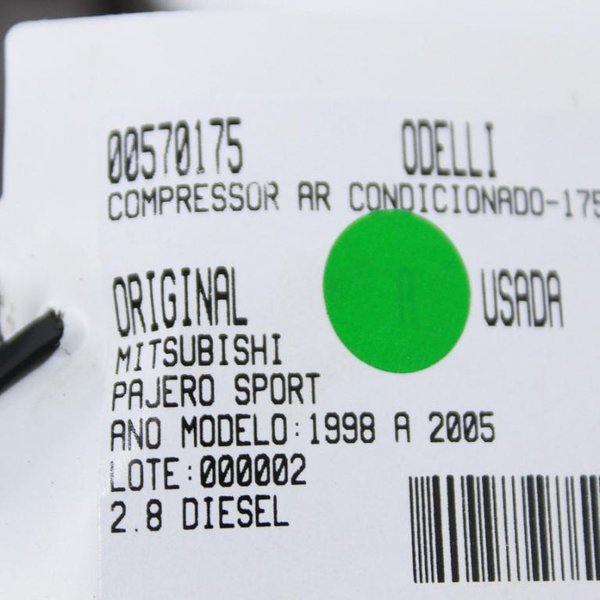 00570175 ODELLI
COMPRESSOR AR CONDICIONADO-175
ORIGINAL A USADA
MITSUBISHI
PAJERO SPORT
ANO MODELO:1998 A 2005
LOTE:000002
2.8 DIESEL